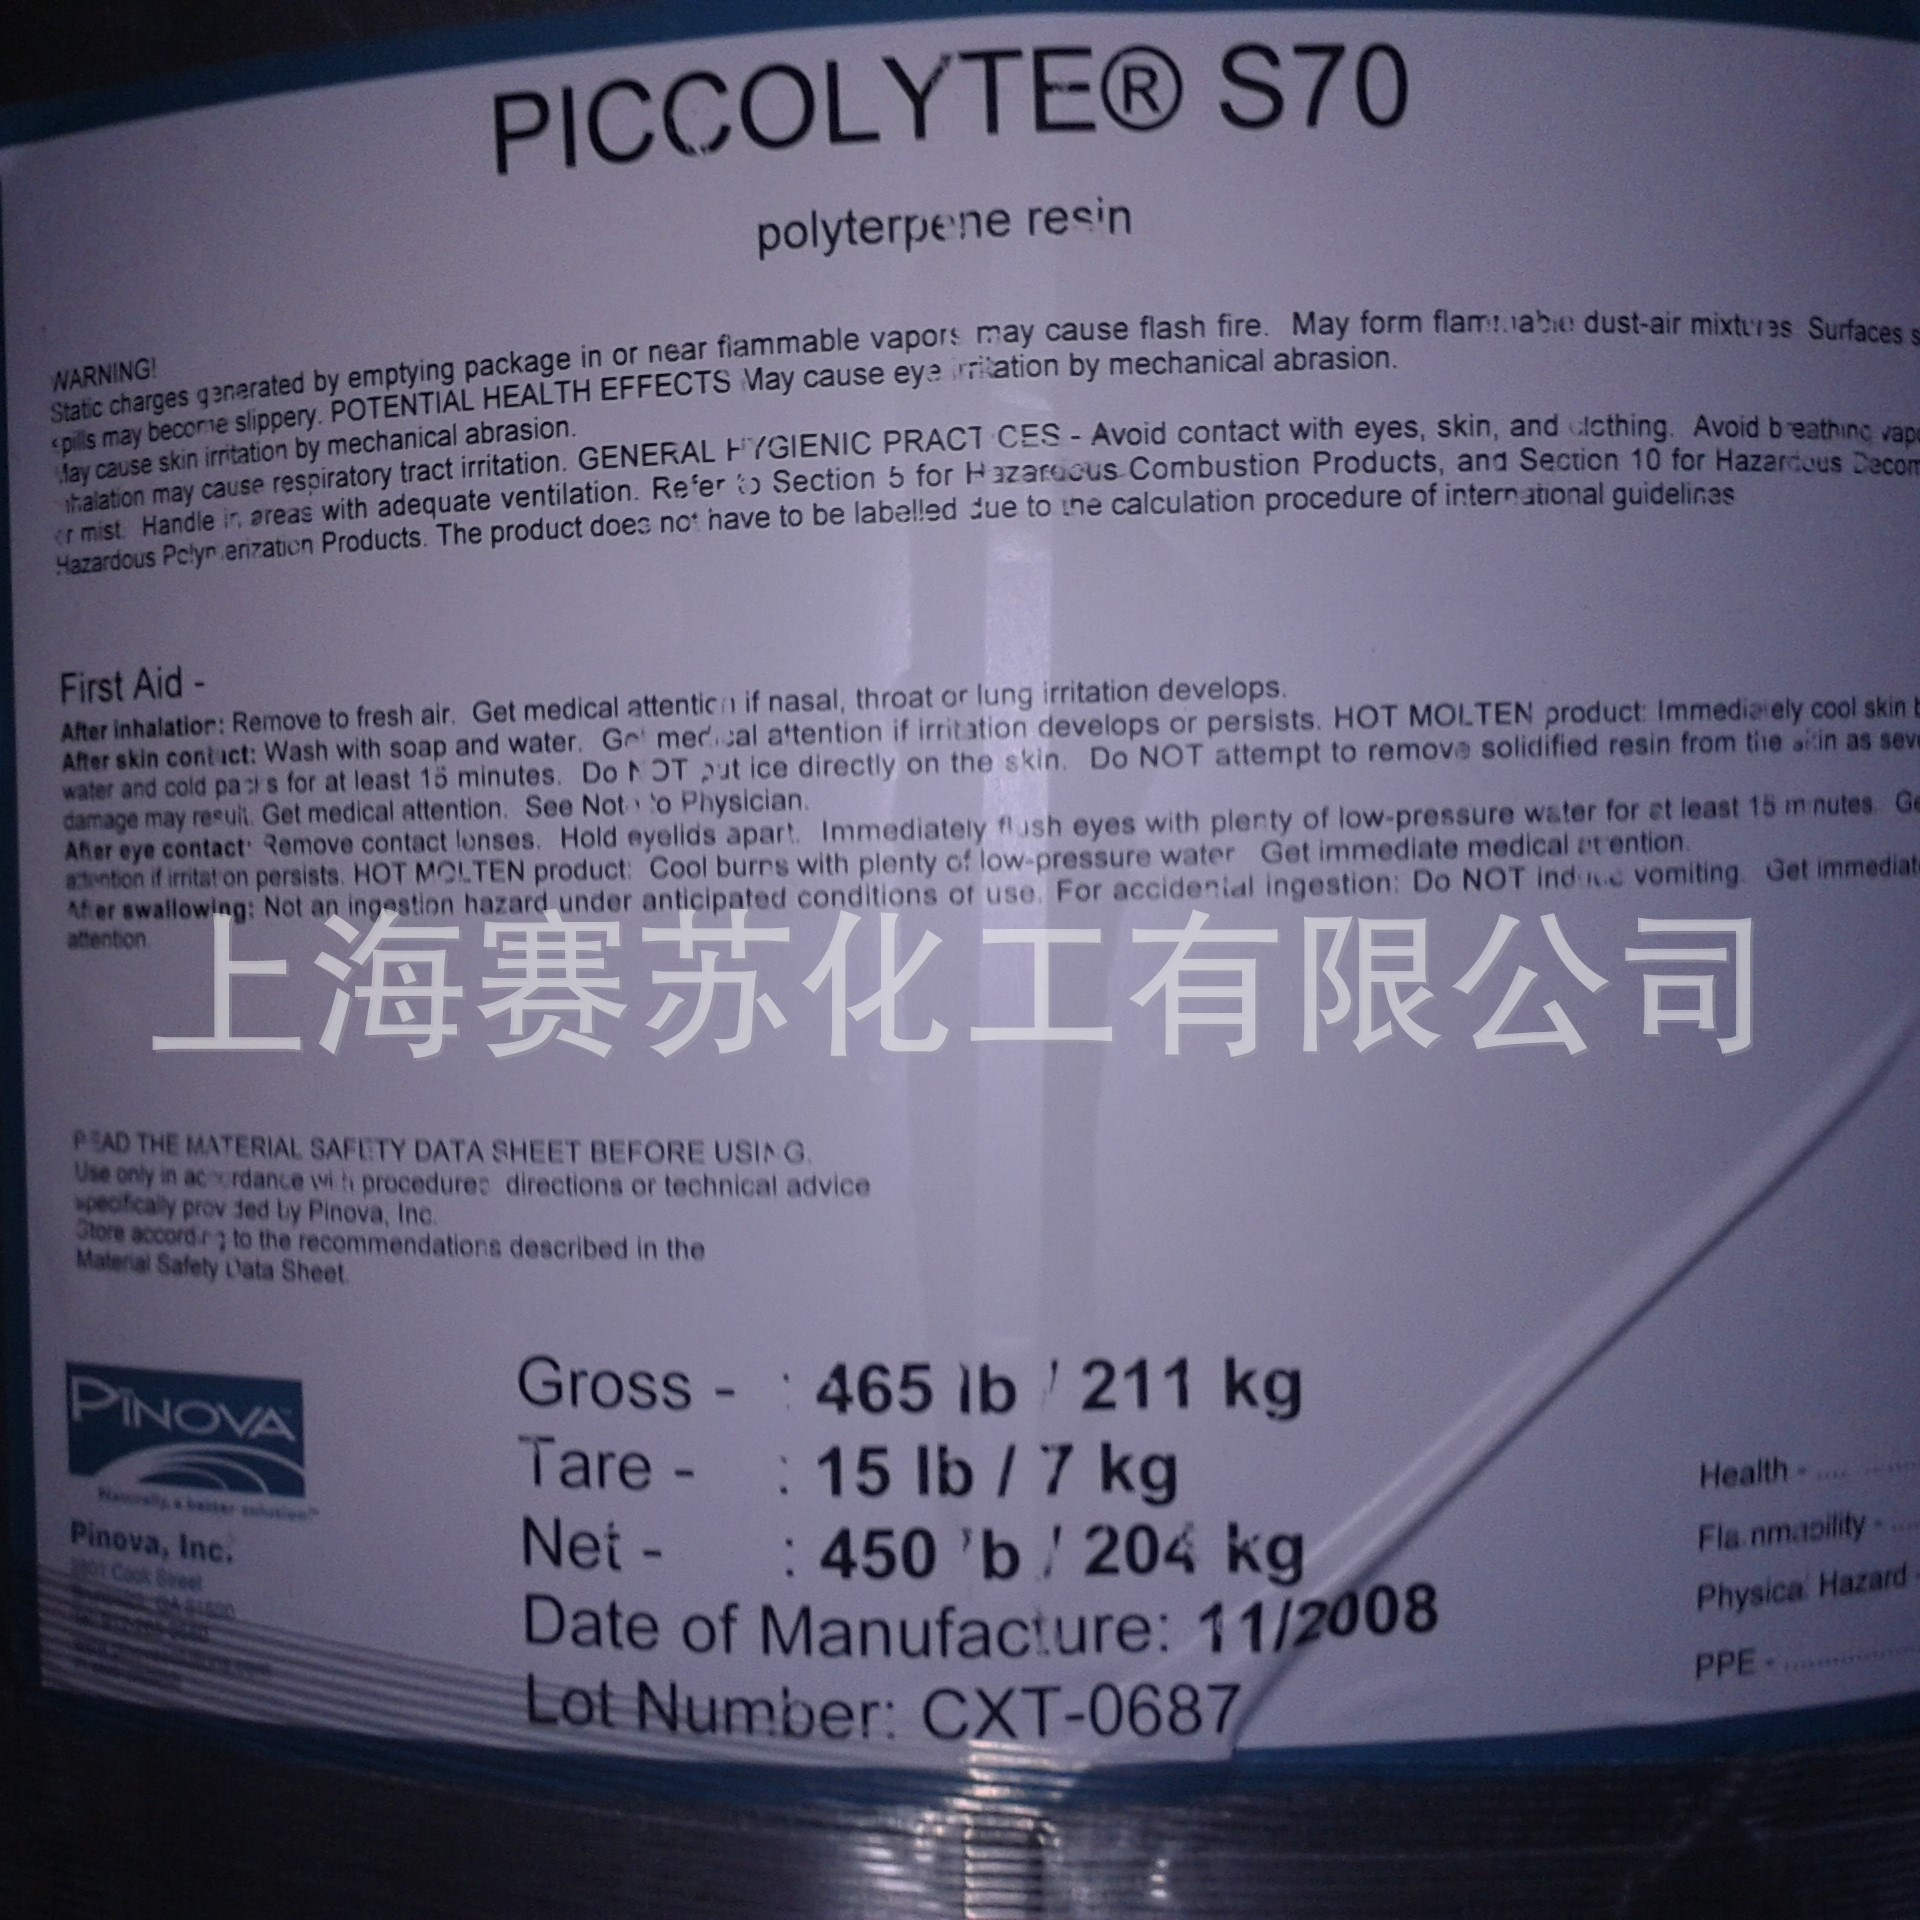 PICCOLYTE® S70
polyterpene resin
WARNING!
Static charges generated by emptying package in or near flammable vapors may cause flash fire. May form flammable dust-air mixtures. Surfaces
spills may become slippery. POTENTIAL HEALTH EFFECTS May cause eye irritation by mechanical abrasion.
May cause skin irritation by mechanical abrasion.
Inhalation may cause respiratory tract irritation. GENERAL HYGIENIC PRACTICES - Avoid contact with eyes, skin, and clothing. Avoid breathing
or mist. Handle in areas with adequate ventilation. Refer to Section 5 for Hazardous Combustion Products, and Section 10 for Hazardous
Hazardous Polymerization Products. The product does not have to be labelled due to the calculation procedure of international guidelines
First Aid -
After inhalation: Remove to fresh air. Get medical attention if nasal, throat or lung irritation develops.
After skin contact: Wash with soap and water. Get medical attention if irritation develops or persists. HOT MOLTEN product: Immediately cool skin
water and cold packs for at least 15 minutes. Do NOT put ice directly on the skin. Do NOT attempt to remove solidified resin from the skin as
damage may result. Get medical attention. See Note to Physician.
After eye contact: Remove contact lenses. Hold eyelids apart. Immediately flush eyes with plenty of low-pressure water for at least 15 minutes.
attention if irritation persists. HOT MOLTEN product: Cool burns with plenty of low-pressure water Get immediate medical attention.
After swallowing: Not an ingestion hazard under anticipated conditions of use. For accidental ingestion: Do NOT induce vomiting. Get immediate
attention.
上海赛苏化工有限公司
READ THE MATERIAL SAFETY DATA SHEET BEFORE USING.
Use only in accordance with procedures directions or technical advice
specifically provided by Pinova, Inc.
Store according to the recommendations described in the
Material Safety Data Sheet.
PINOVA
Naturally, a better solution™
Pinova, Inc.
Gross - : 465 lb / 211 kg
Tare - : 15 lb / 7 kg
Net - : 450 lb / 204 kg
Date of Manufacture: 11/2008
Lot Number: CXT-0687
Health -
Flammability -
Physical Hazard -
PPE -